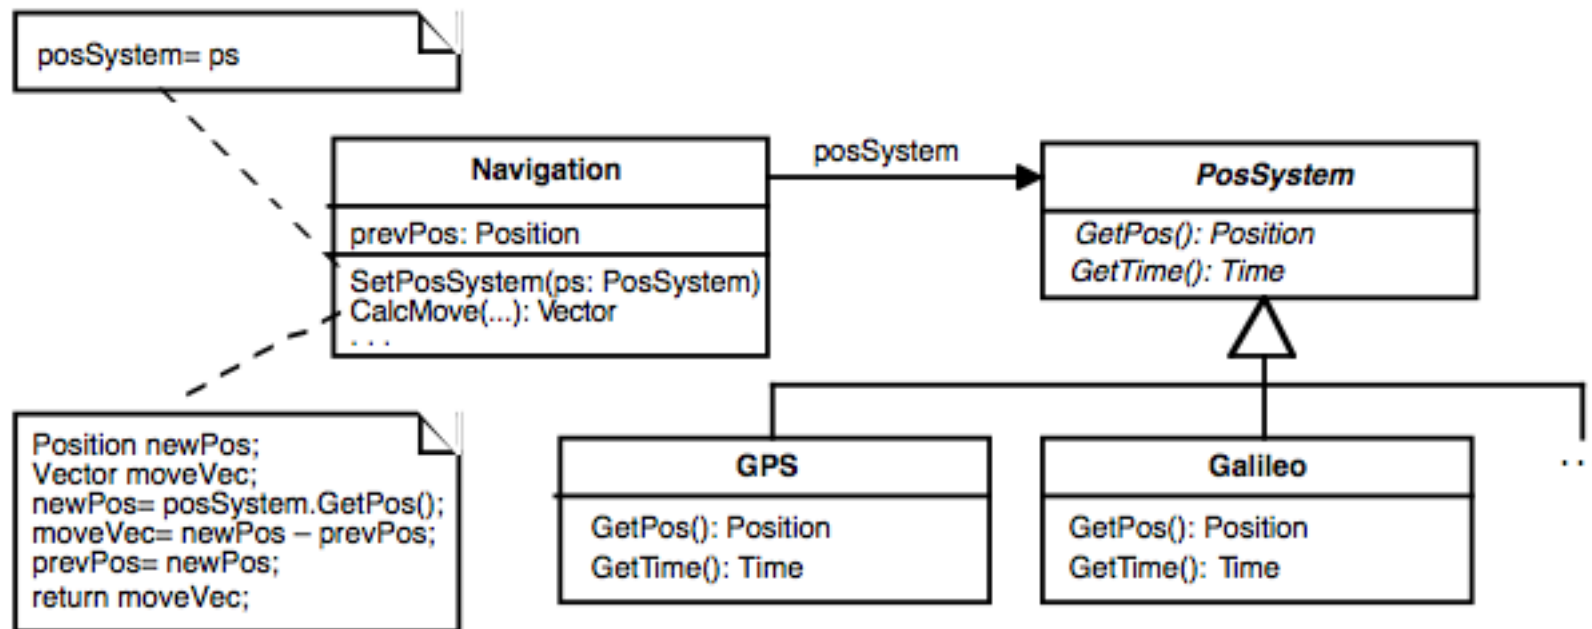 posSystem= ps
Navigation
prevPos: Position
SetPosSystem(ps: PosSystem)
CalcMove(...): Vector
. . .
posSystem
PosSystem
GetPos(): Position
GetTime(): Time
Position newPos;
Vector moveVec;
newPos= posSystem.GetPos();
moveVec= newPos – prevPos;
prevPos= newPos;
return moveVec;
GPS
GetPos(): Position
GetTime(): Time
Galileo
GetPos(): Position
GetTime(): Time
. .